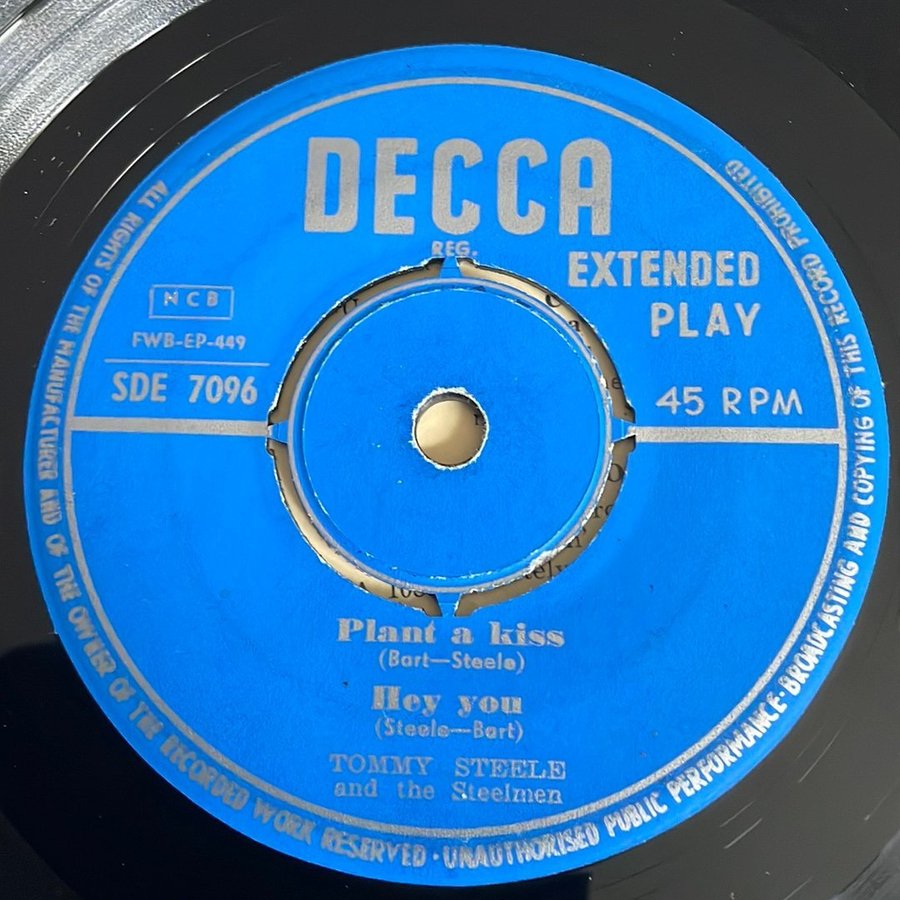 DECCA
REG.
EXTENDED
PLAY
NCB
FWB-EP-449
SDE 7096
45 RPM
Plant a kiss
(Bart—Steele)
Hey you
(Steele—Bart)
TOMMY STEELE
and the Steelmen
ALL RIGHTS OF THE MANUFACTURER AND OF THE OWNER OF THE RECORDED WORK RESERVED · UNAUTHORISED PUBLIC PERFORMANCE · BROADCASTING AND COPYING OF THIS RECORD PROHIBITED